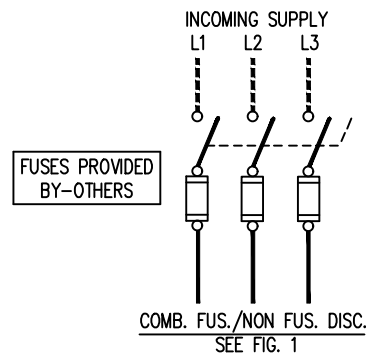 INCOMING SUPPLY
L1 L2 L3
FUSES PROVIDED
BY-OTHERS
COMB. FUS./NON FUS. DISC.
SEE FIG. 1